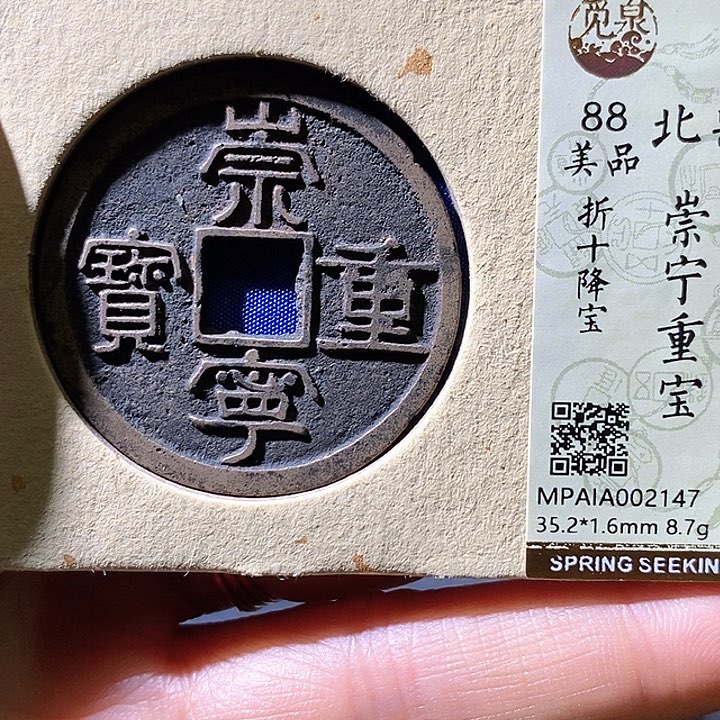 崇寧重寶
觅泉
88
美品
折十降宝
北
崇宁重宝
MPAIA002147
35.2*1.6mm 8.7g
SPRING SEEKIN